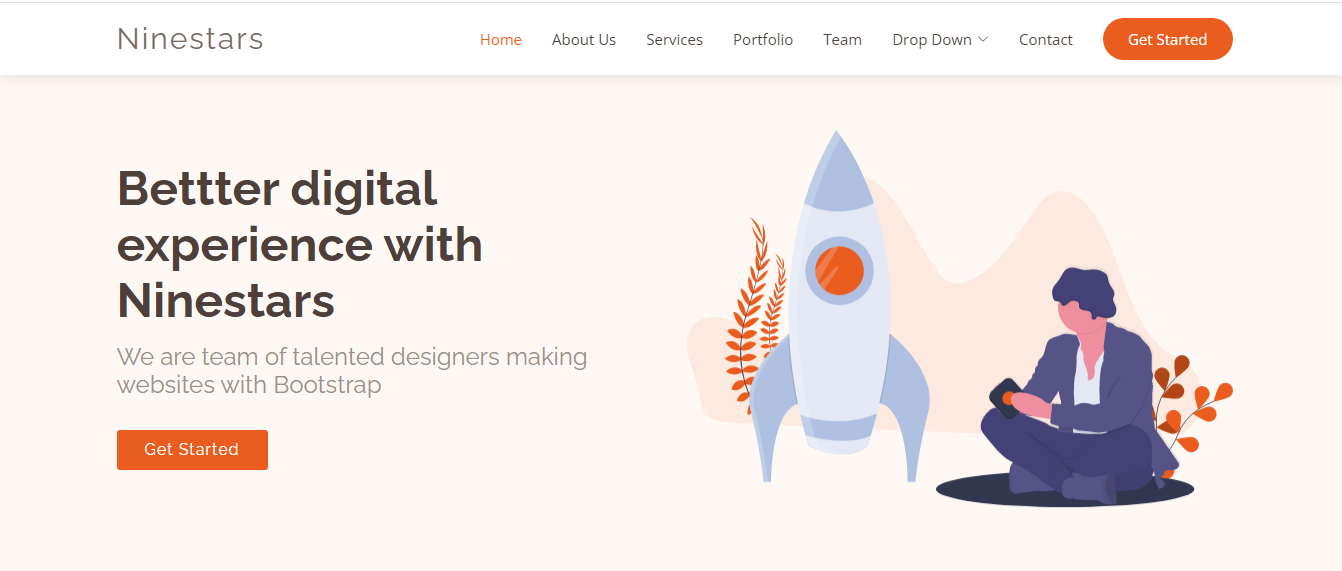 Ninestars
Home About Us Services Portfolio Team Drop Down Contact Get Started
Bettter digital
experience with
Ninestars
We are team of talented designers making
websites with Bootstrap
Get Started